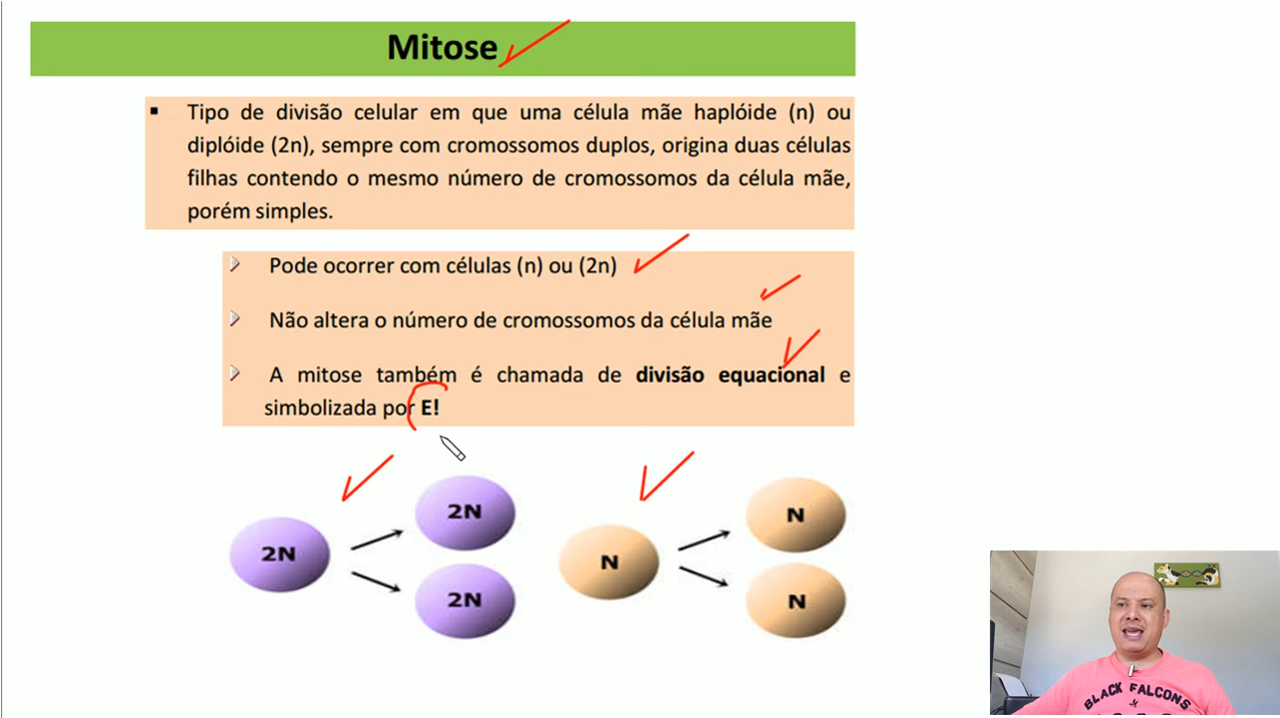 Mitose
▪ Tipo de divisão celular em que uma célula mãe haplóide (n) ou
diplóide (2n), sempre com cromossomos duplos, origina duas células
filhas contendo o mesmo número de cromossomos da célula mãe,
porém simples.
Pode ocorrer com células (n) ou (2n)
Não altera o número de cromossomos da célula mãe
A mitose também é chamada de divisão equacional e
simbolizada por E!
2N
2N
2N
N
N
N
BLACK FALCONS